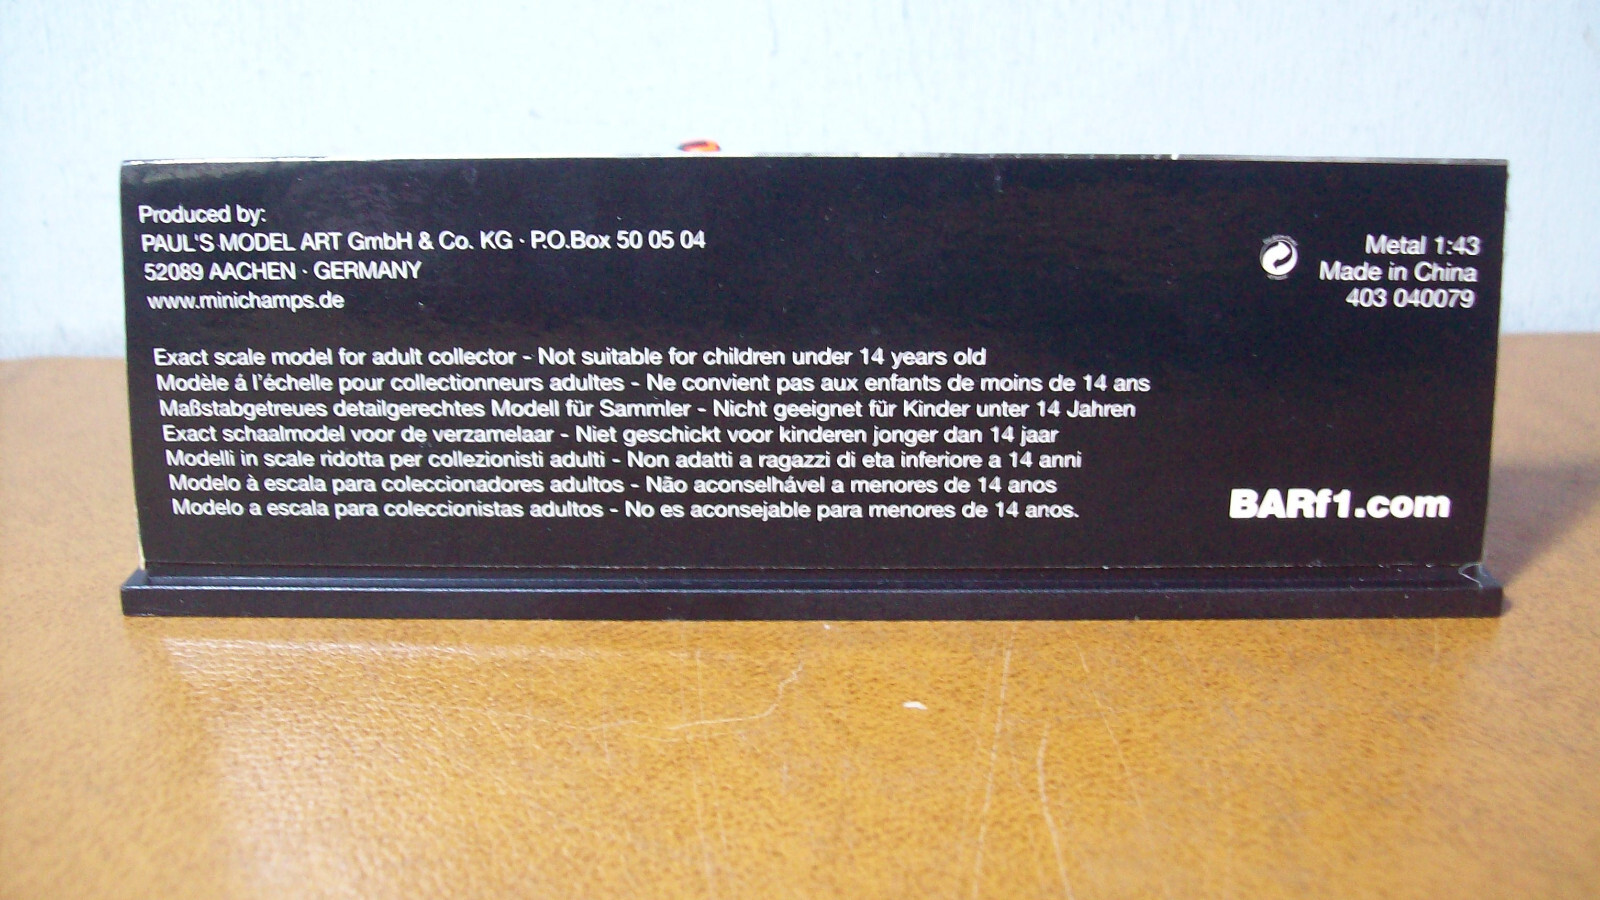 Produced by:
PAUL'S MODEL ART GmbH & Co. KG · P.O.Box 50 05 04
52089 AACHEN · GERMANY
www.minichamps.de
Metal 1:43
Made in China
403 040079
Exact scale model for adult collector - Not suitable for children under 14 years old
Modèle á l'échelle pour collectionneurs adultes - Ne convient pas aux enfants de moins de 14 ans
Maßstabgetreues detailgerechtes Modell für Sammler - Nicht geeignet für Kinder unter 14 Jahren
Exact schaalmodel voor de verzamelaar - Niet geschickt voor kinderen jonger dan 14 jaar
Modelli in scale ridotta per collezionisti adulti - Non adatti a ragazzi di eta inferiore a 14 anni
Modelo à escala para coleccionadores adultos - Não aconselhável a menores de 14 anos
Modelo a escala para coleccionistas adultos - No es aconsejable para menores de 14 anos.
BARf1.com